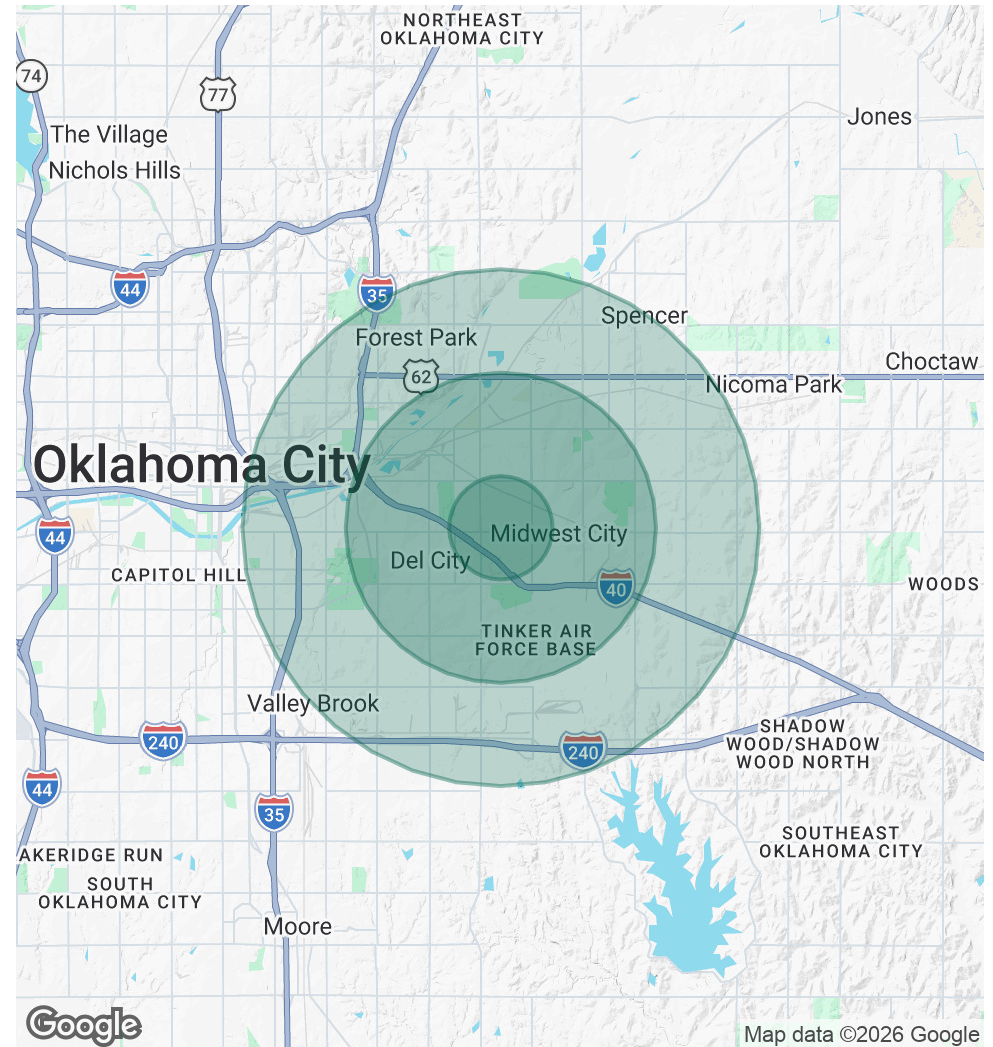 NORTHEAST
OKLAHOMA CITY
74
77
Jones
The Village
Nichols Hills
44
35
Spencer
Forest Park
Choctaw
62
Nicoma Park
Oklahoma City
44
Midwest City
Del City
CAPITOL HILL
40
WOODS
TINKER AIR
FORCE BASE
Valley Brook
240
240
SHADOW
WOOD/SHADOW
WOOD NORTH
44
35
SOUTHEAST
OKLAHOMA CITY
AKERIDGE RUN
SOUTH
OKLAHOMA CITY
Moore
Google
Map data ©2026 Google